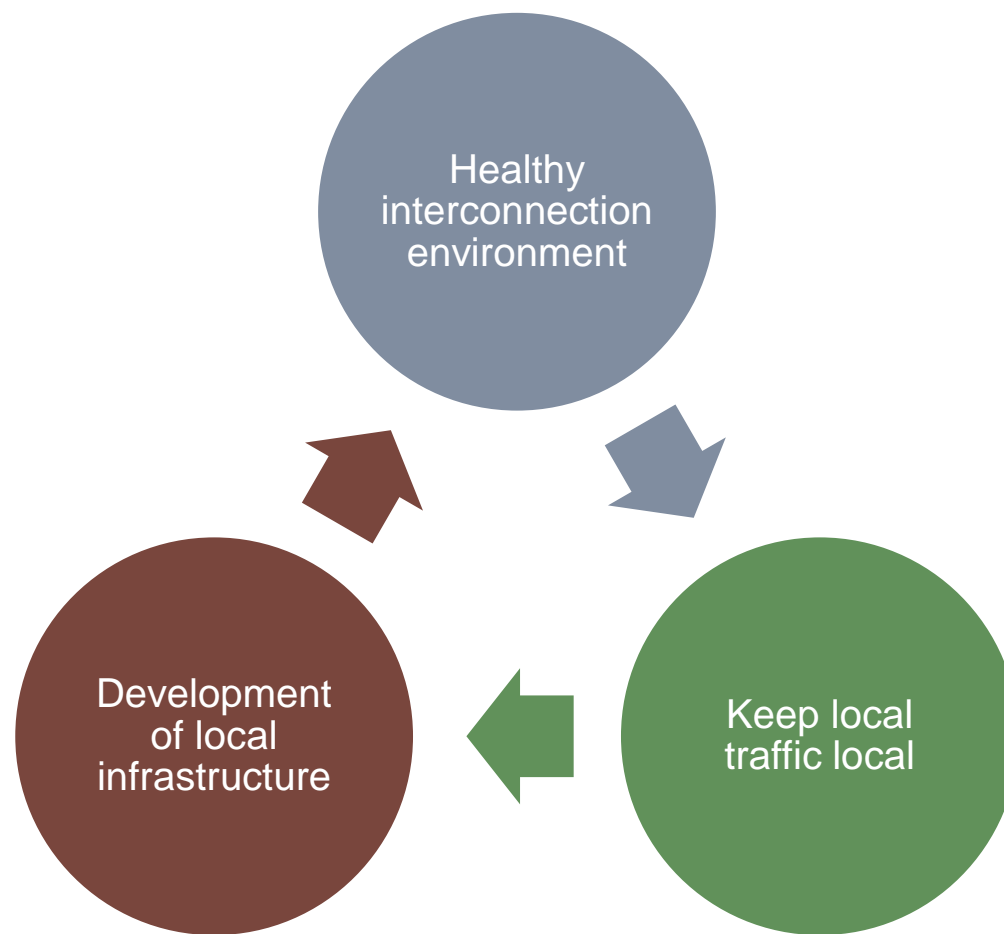 Healthy
interconnection
environment
Keep local
traffic local
Development
of local
infrastructure